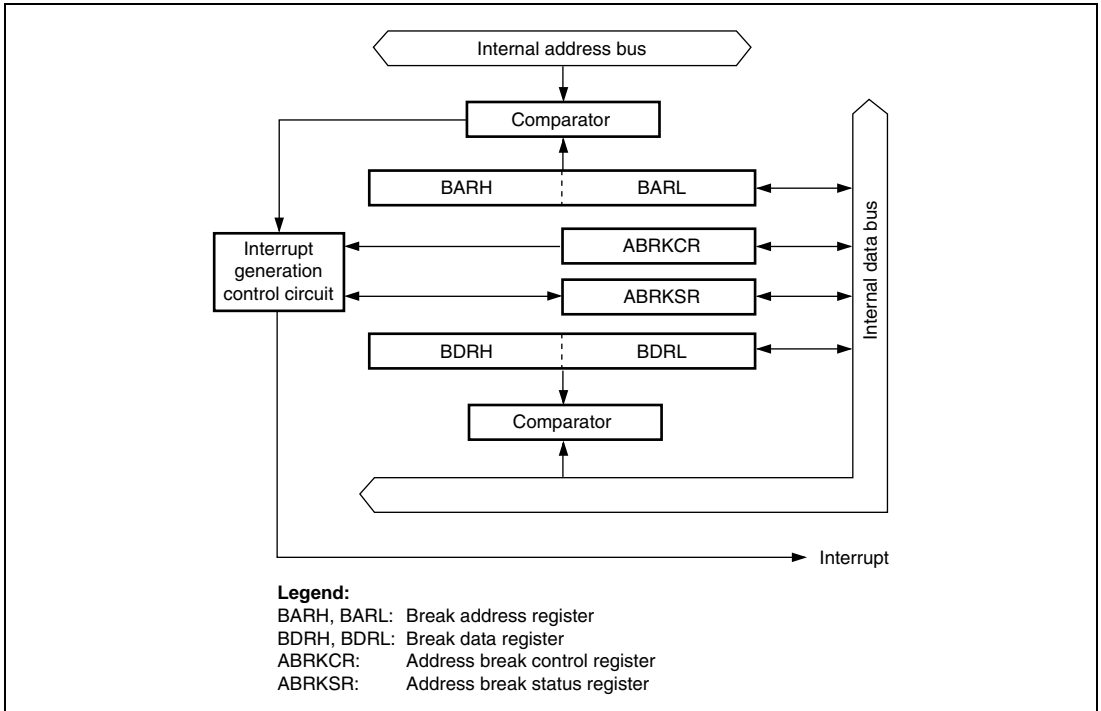 Internal address bus
Comparator
BARH BARL
Interrupt
generation
control circuit
ABRKCR
ABRKSR
Internal data bus
BDRH BDRL
Comparator
Interrupt
Legend:
BARH, BARL: Break address register
BDRH, BDRL: Break data register
ABRKCR: Address break control register
ABRKSR: Address break status register